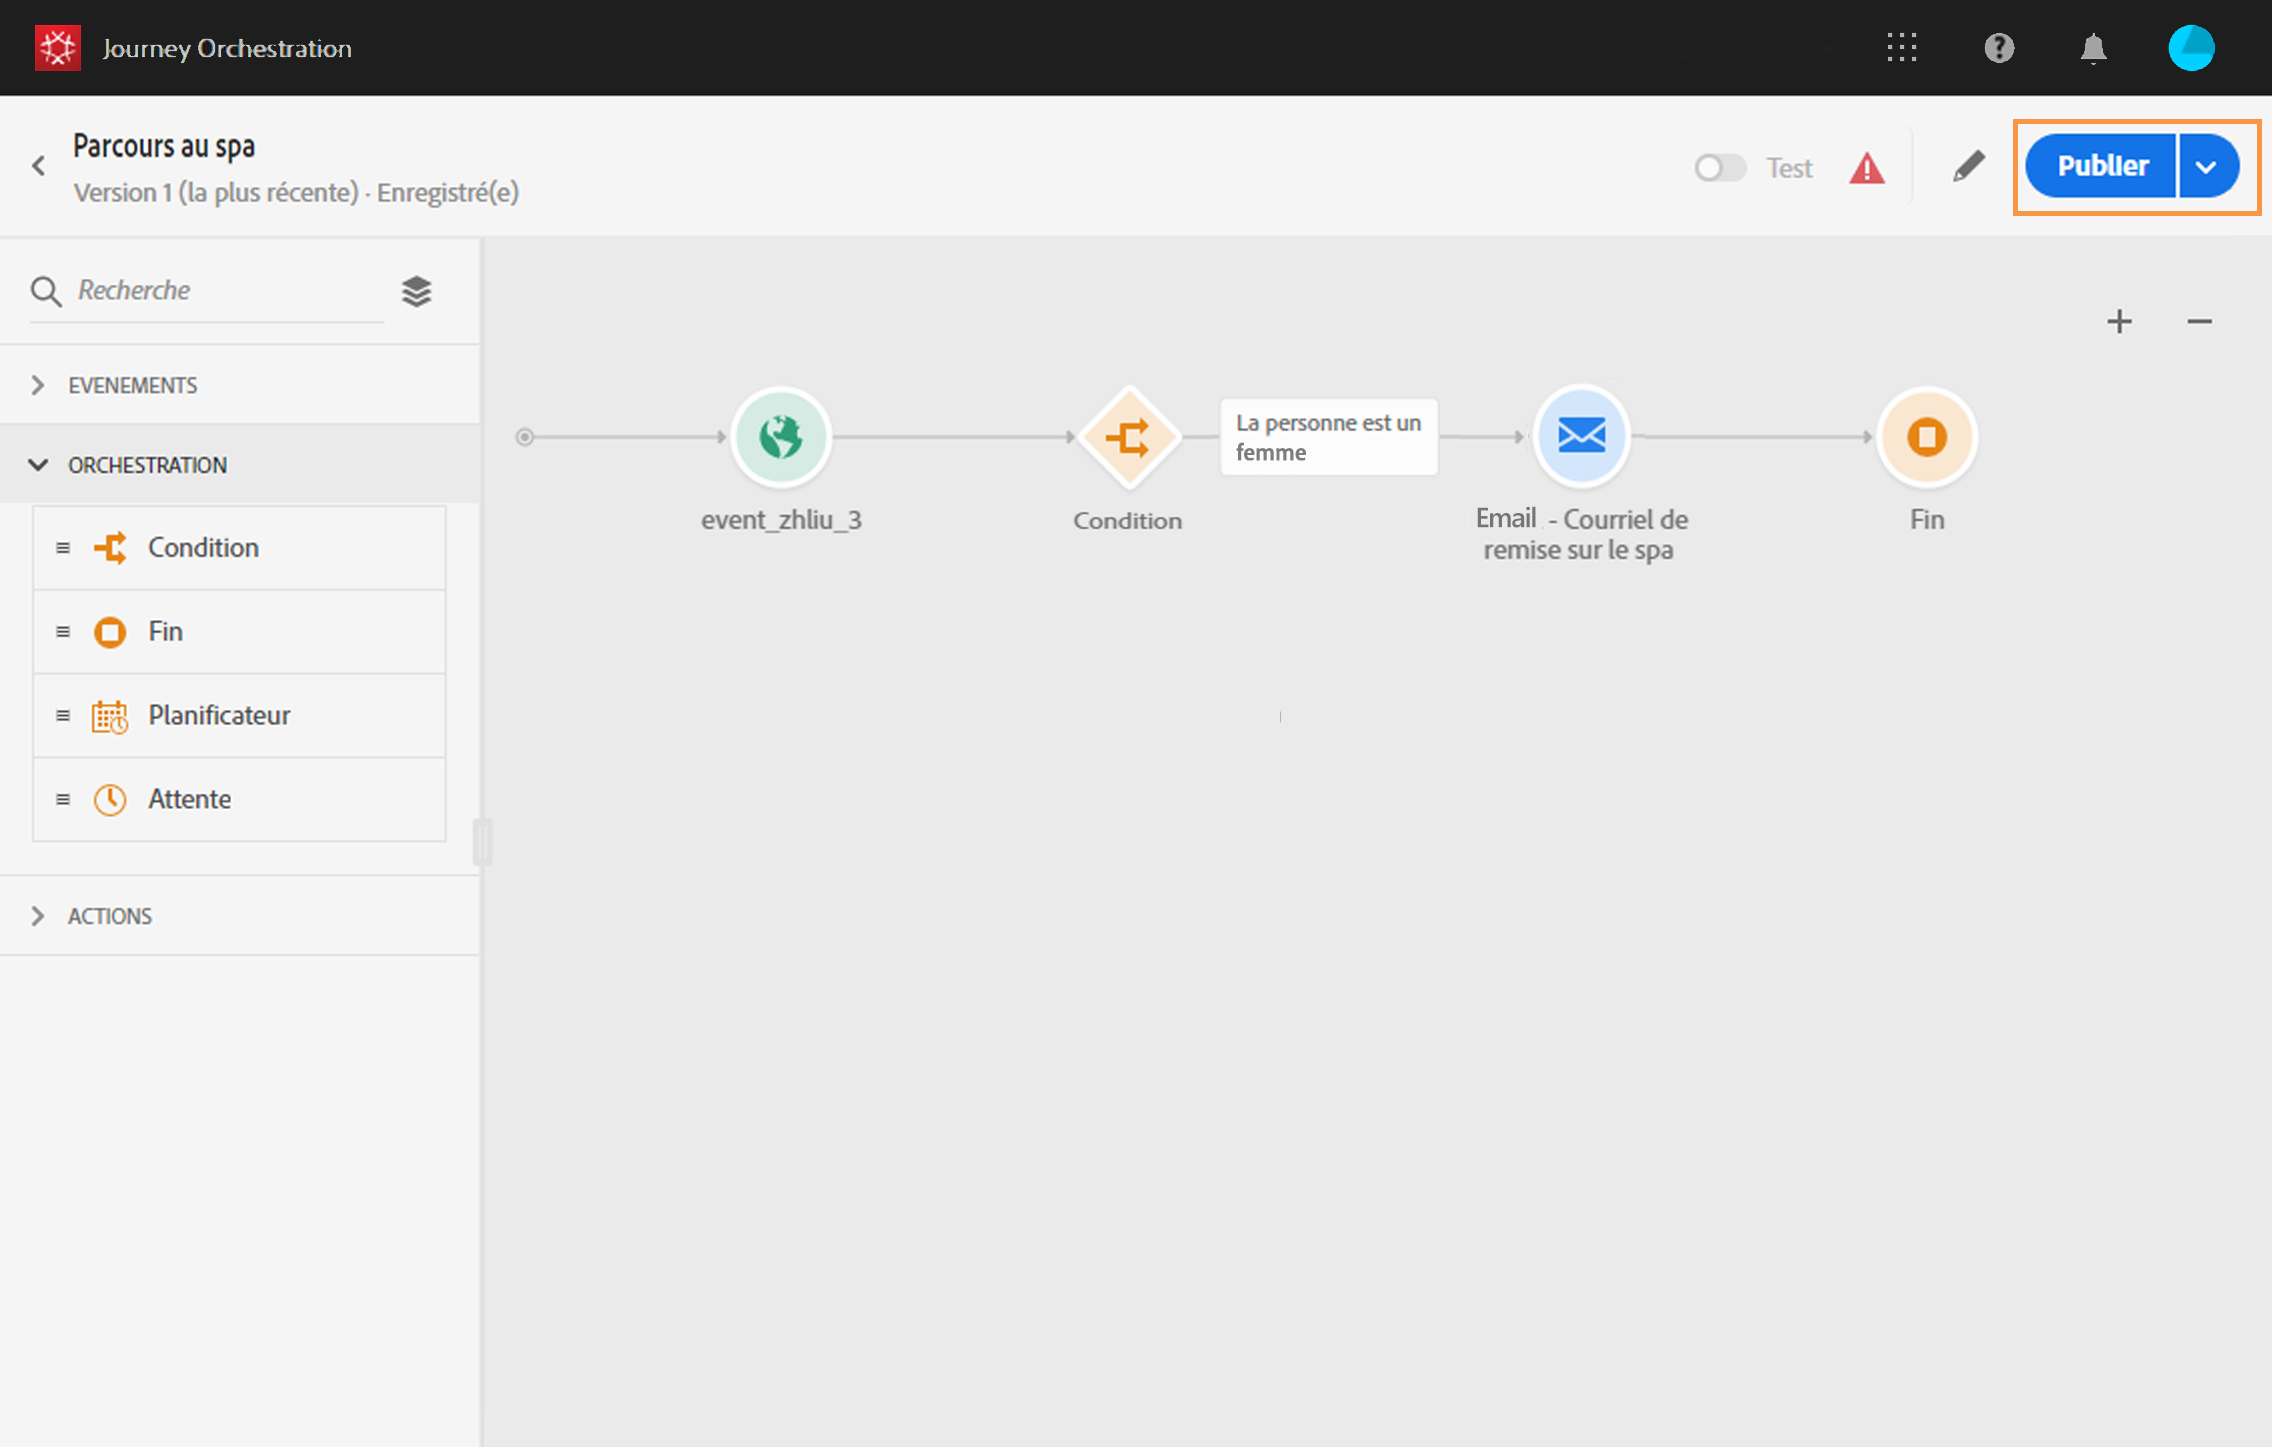 Journey Orchestration
Parcours au spa
Version 1 (la plus récente) · Enregistré(e)
Test
Publier
Recherche
EVENEMENTS
ORCHESTRATION
Condition
Fin
Planificateur
Attente
ACTIONS
event_zhliu_3
Condition
La personne est un
femme
Email - Courriel de
remise sur le spa
Fin